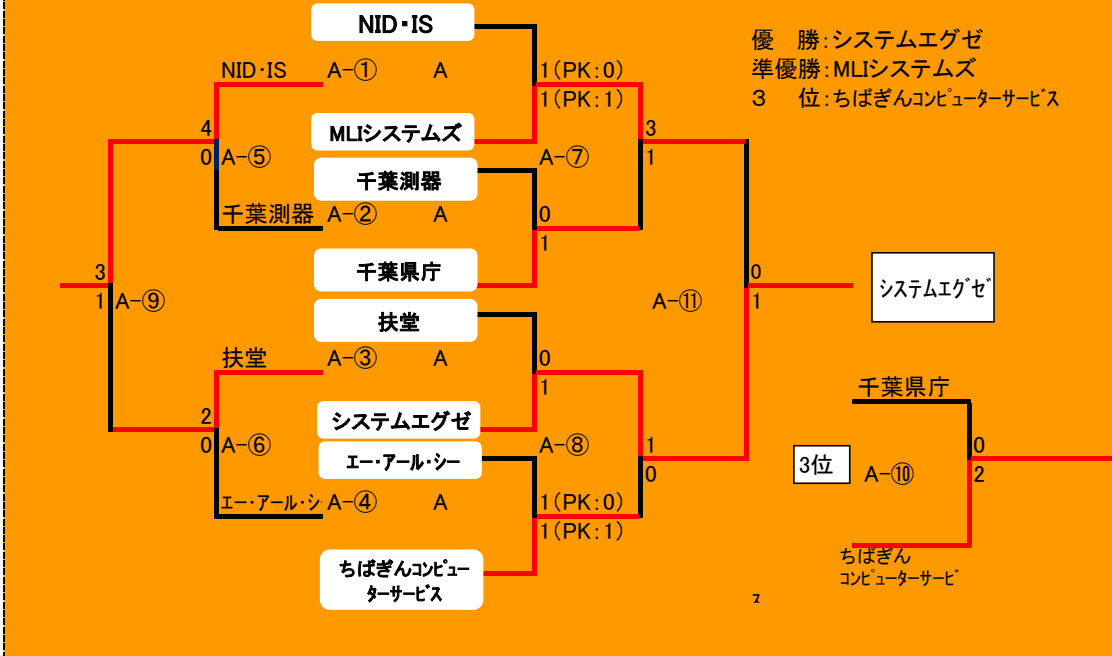 NID・IS
優　勝：システムエグゼ
準優勝：MLIシステムズ
３　位：ちばぎんコンピューターサービス
NID・IS A-① A 1(PK：0)
1(PK：1)
4 MLIシステムズ 3
0 A-⑤ A-⑦ 1
千葉測器
千葉測器 A-② A 0
1
千葉県庁
3 0 システムエグゼ
1 A-⑨ A-⑪ 1
扶堂
扶堂 A-③ A 0
1
千葉県庁
2 システムエグゼ
0 A-⑥ A-⑧ 1
エー・アール・シー 0
3位 A-⑩ 0
2
エー・アール・シ A-④ A 1(PK：0)
1(PK：1)
ちばぎんコンピュー
ターサービス
ちばぎん
コンピューターサービ
ス